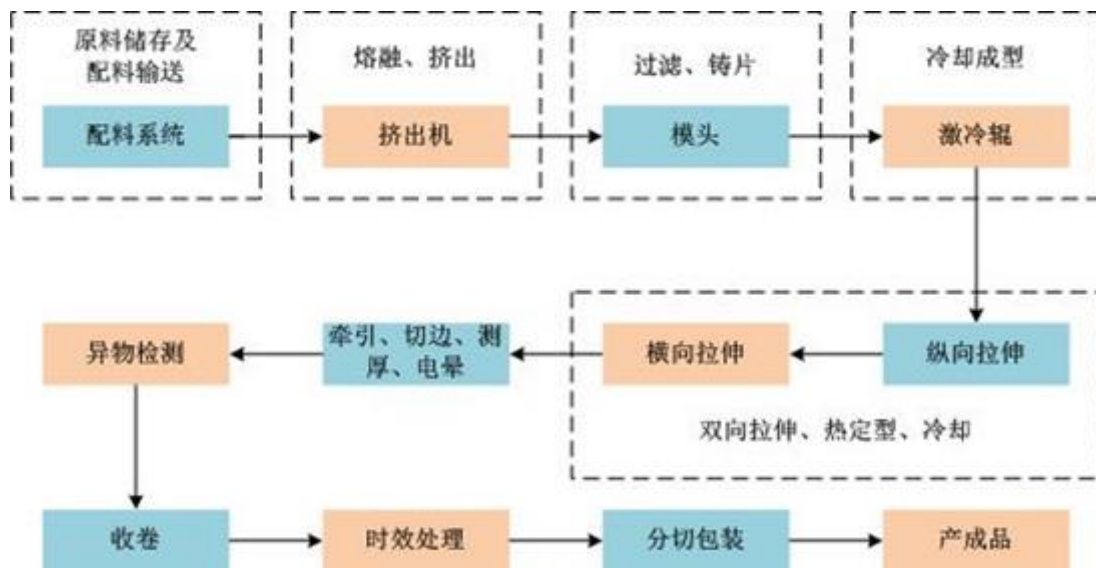 原料储存及
配料输送
配料系统
熔融、挤出
挤出机
过滤、铸片
模头
冷却成型
激冷辊
纵向拉伸
横向拉伸
双向拉伸、热定型、冷却
牵引、切边、测
厚、电晕
异物检测
收卷
时效处理
分切包装
产成品